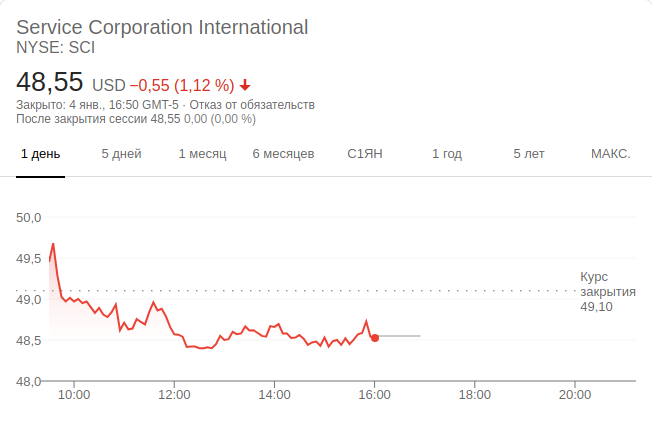 Service Corporation International
NYSE: SCI
48,55 USD −0,55 (1,12 %)
Закрыто: 4 янв., 16:50 GMT-5 · Отказ от обязательств
После закрытия сессии 48,55 0,00 (0,00 %)
1 день 5 дней 1 месяц 6 месяцев С1ЯН 1 год 5 лет МАКС.
50,0
49,5
Курс
закрытия
49,10
49,0
48,5
48,0
10:00 12:00 14:00 16:00 18:00 20:00